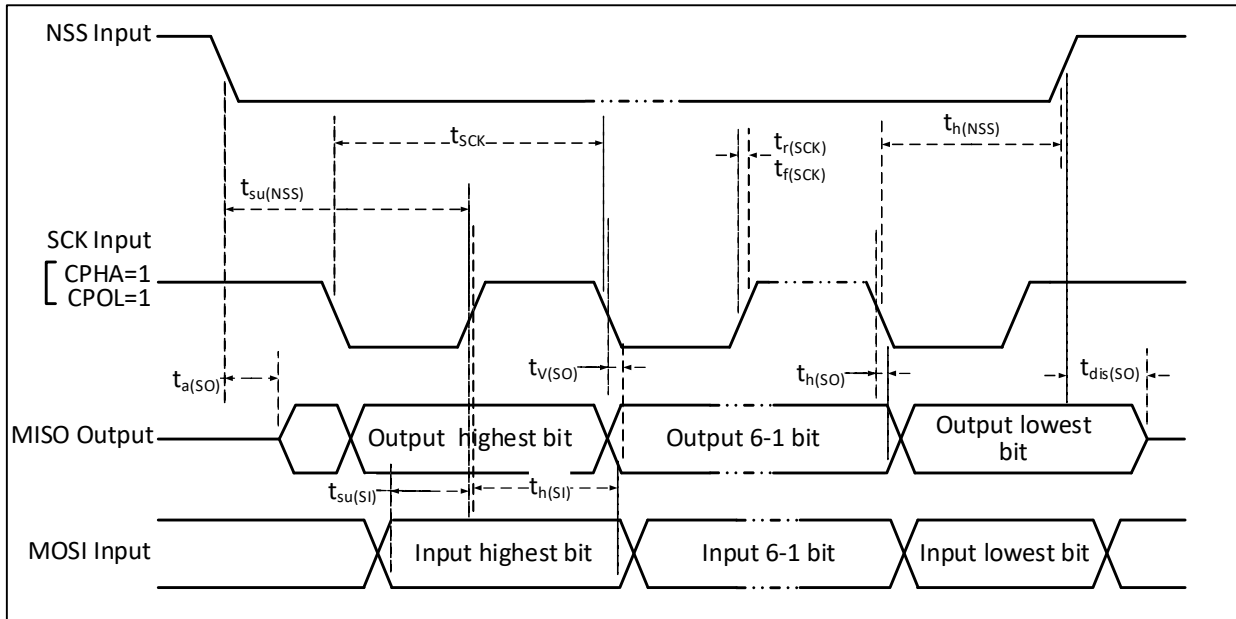 NSS Input
tSCK
tr(SCK)
tf(SCK)
th(NSS)
tsu(NSS)
SCK Input
CPHA=1
CPOL=1
ta(SO)
tV(SO)
th(SO)
tdis(SO)
MISO Output
Output highest bit
Output 6-1 bit
Output lowest
bit
tsu(SI)
th(SI)
MOSI Input
Input highest bit
Input 6-1 bit
Input lowest bit